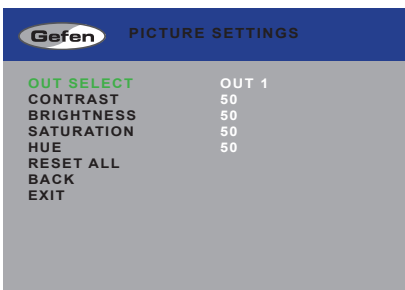 Gefen PICTURE SETTINGS
OUT SELECT OUT 1
CONTRAST 50
BRIGHTNESS 50
SATURATION 50
HUE 50
RESET ALL
BACK
EXIT